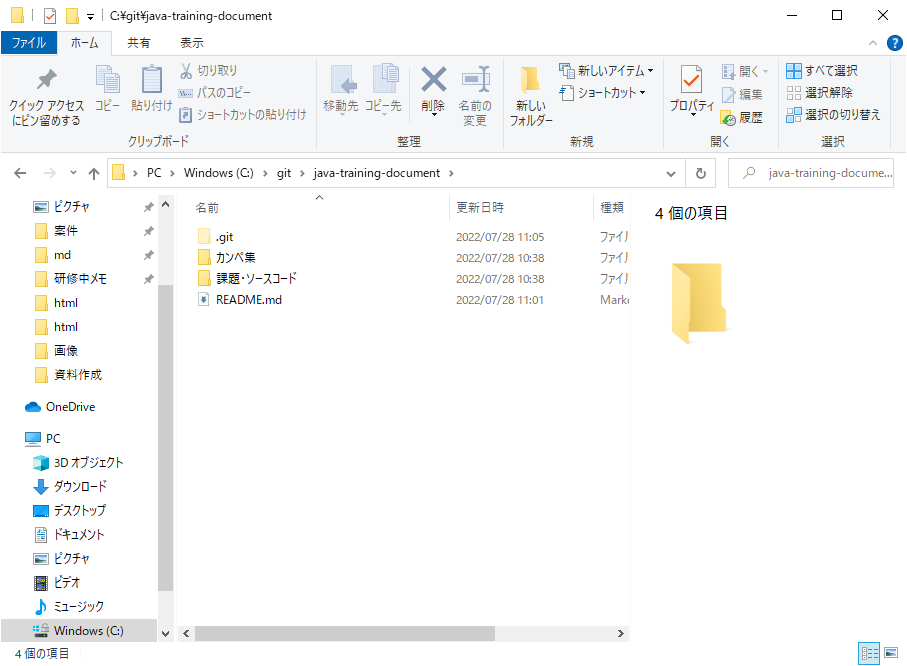 C:¥git¥java-training-document
ファイル ホーム 共有 表示
クイック アクセス
にピン留めする
コピー
貼り付け
切り取り
パスのコピー
ショートカットの貼り付け
クリップボード
移動先
コピー先
削除
名前の
変更
整理
新しい
フォルダー
新しいアイテム
ショートカット
新規
プロパティ
開く
編集
履歴
開く
すべて選択
選択解除
選択の切り替え
選択
PC › Windows (C:) › git › java-training-document ›
java-training-docume...
ピクチャ
案件
md
研修中メモ
html
html
画像
資料作成
OneDrive
PC
3D オブジェクト
ダウンロード
デスクトップ
ドキュメント
ピクチャ
ビデオ
ミュージック
Windows (C:)
名前 更新日時 種類
.git 2022/07/28 11:05 ファイル
カンペ集 2022/07/28 10:38 ファイル
課題・ソースコード 2022/07/28 10:38 ファイル
README.md 2022/07/28 11:01 Mark
4 個の項目
4 個の項目